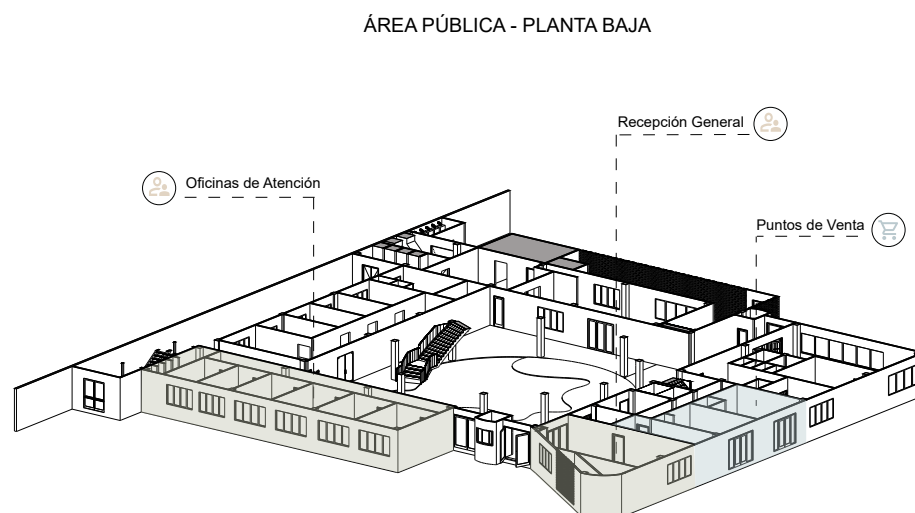 ÁREA PÚBLICA - PLANTA BAJA
Recepción General
Oficinas de Atención
Puntos de Venta